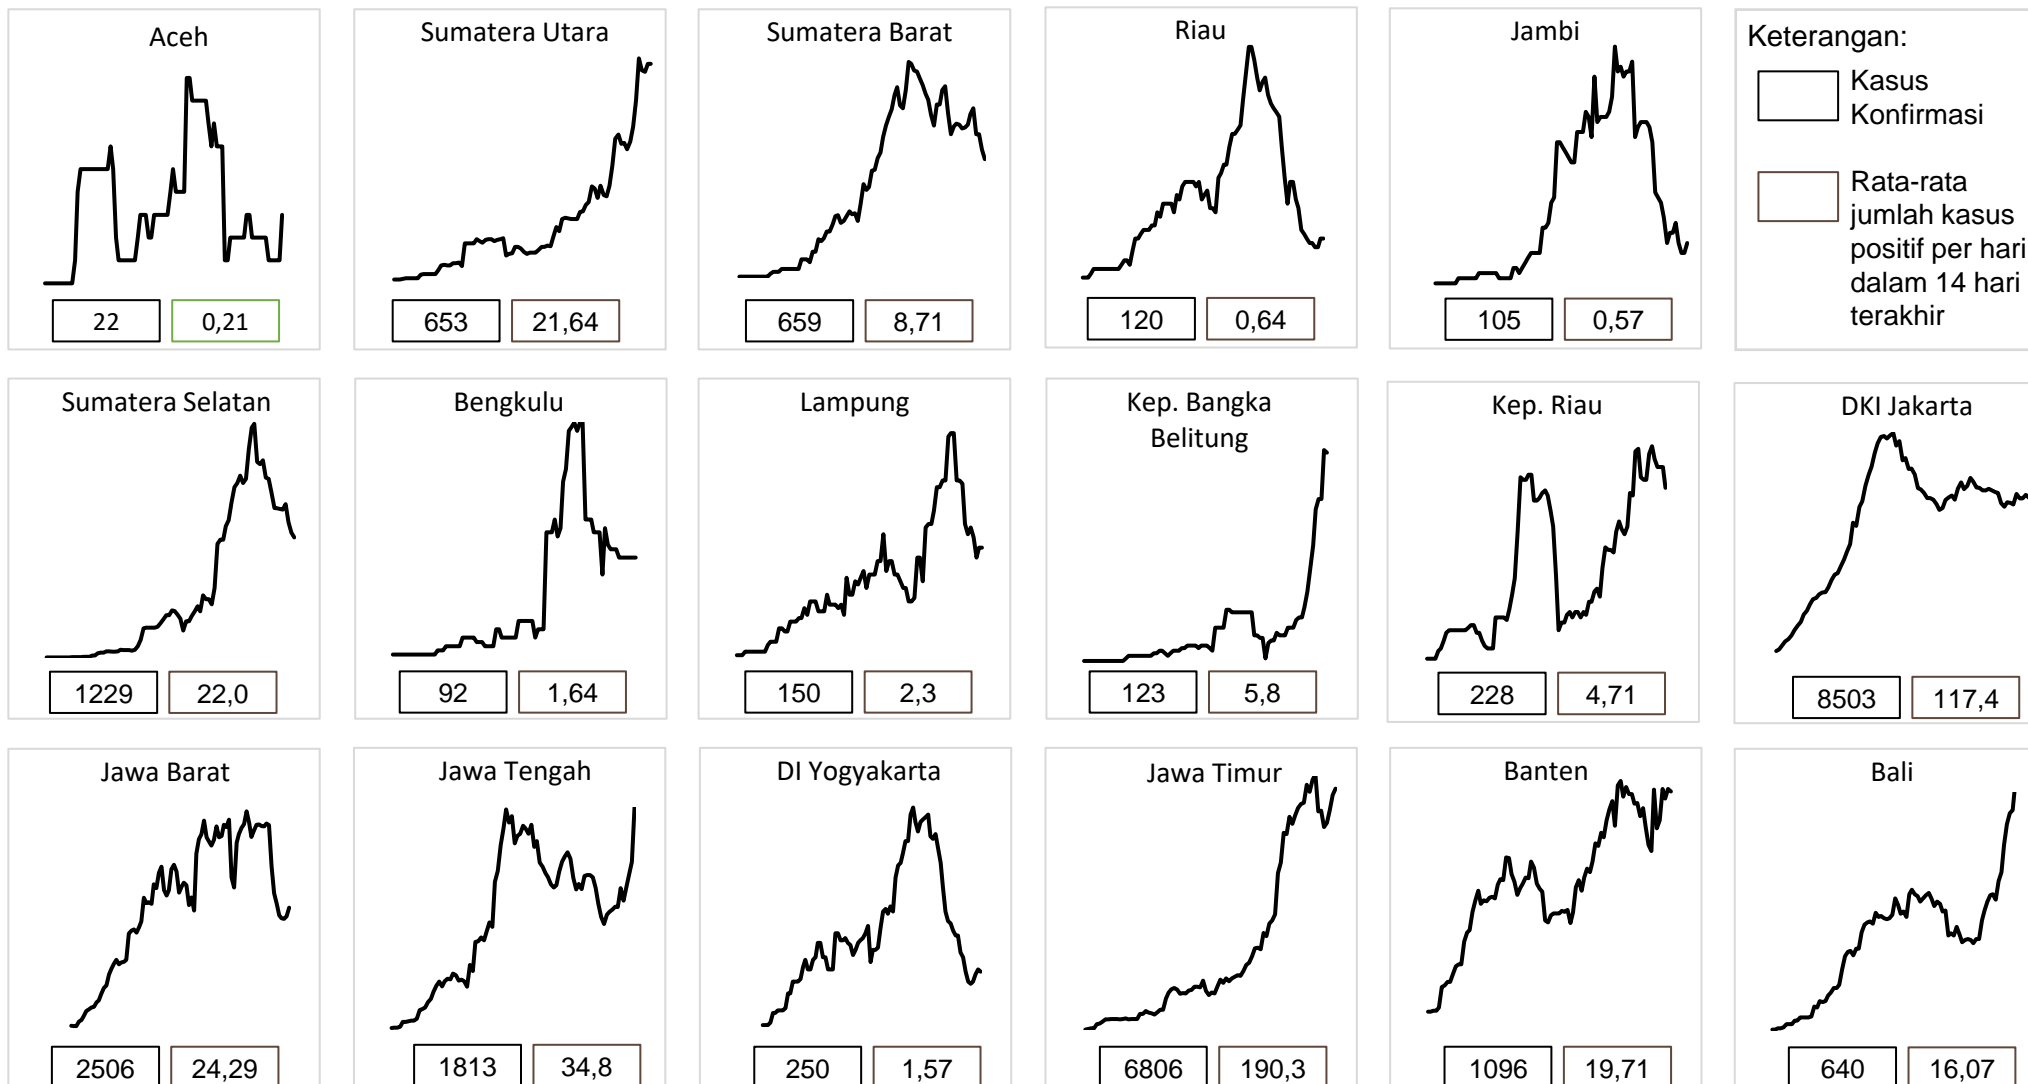 Aceh
22
0,21
Sumatera Utara
653
21,64
Sumatera Barat
659
8,71
Riau
120
0,64
Jambi
105
0,57
Keterangan:
Kasus
Konfirmasi
Rata-rata
jumlah kasus
positif per hari
dalam 14 hari
terakhir
Sumatera Selatan
1229
22,0
Bengkulu
92
1,64
Lampung
150
2,3
Kep. Bangka
Belitung
123
5,8
Kep. Riau
228
4,71
DKI Jakarta
8503
117,4
Jawa Barat
2506
24,29
Jawa Tengah
1813
34,8
DI Yogyakarta
250
1,57
Jawa Timur
6806
190,3
Banten
1096
19,71
Bali
640
16,07